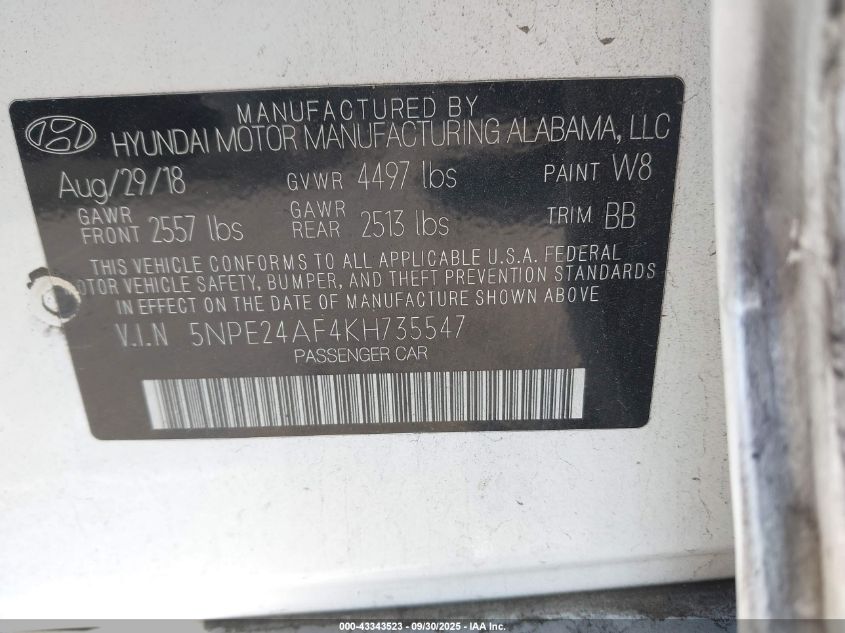 MANUFACTURED BY
HYUNDAI MOTOR MANUFACTURING ALABAMA, LLC
Aug/29/18 GVWR 4497 lbs PAINT W8
GAWR FRONT 2557 lbs GAWR REAR 2513 lbs TRIM BB
THIS VEHICLE CONFORMS TO ALL APPLICABLE U.S.A. FEDERAL
OTOR VEHICLE SAFETY, BUMPER, AND THEFT PREVENTION STANDARDS
IN EFFECT ON THE DATE OF MANUFACTURE SHOWN ABOVE
V.I.N 5NPE24AF4KH735547
PASSENGER CAR
000-43343523 — 09/30/2025 - IAA Inc.